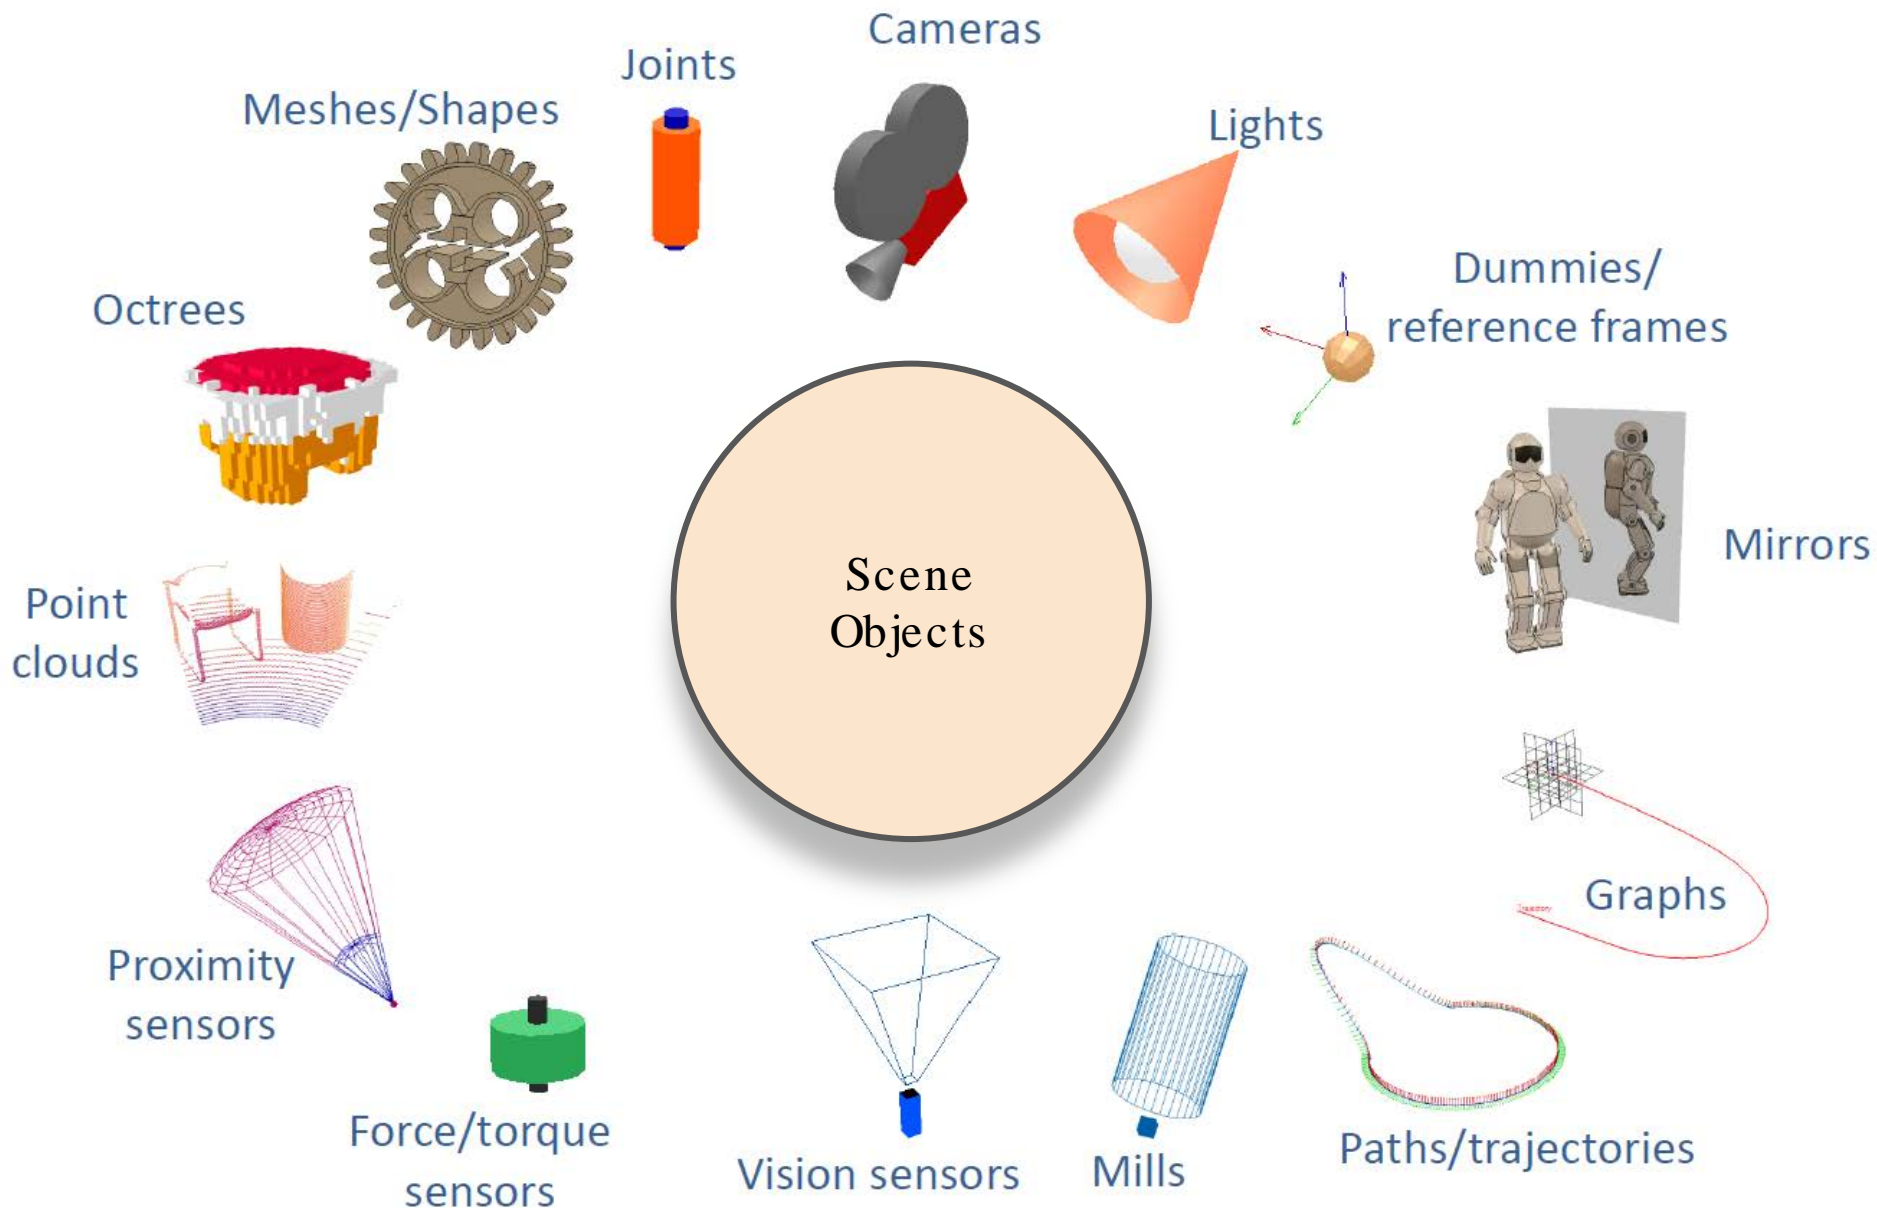 Cameras
Joints
Meshes/Shapes
Lights
Dummies/
reference frames
Octrees
Mirrors
Scene
Objects
Point
clouds
Graphs
Trajectory
Proximity
sensors
Force/torque
sensors
Vision sensors
Mills
Paths/trajectories